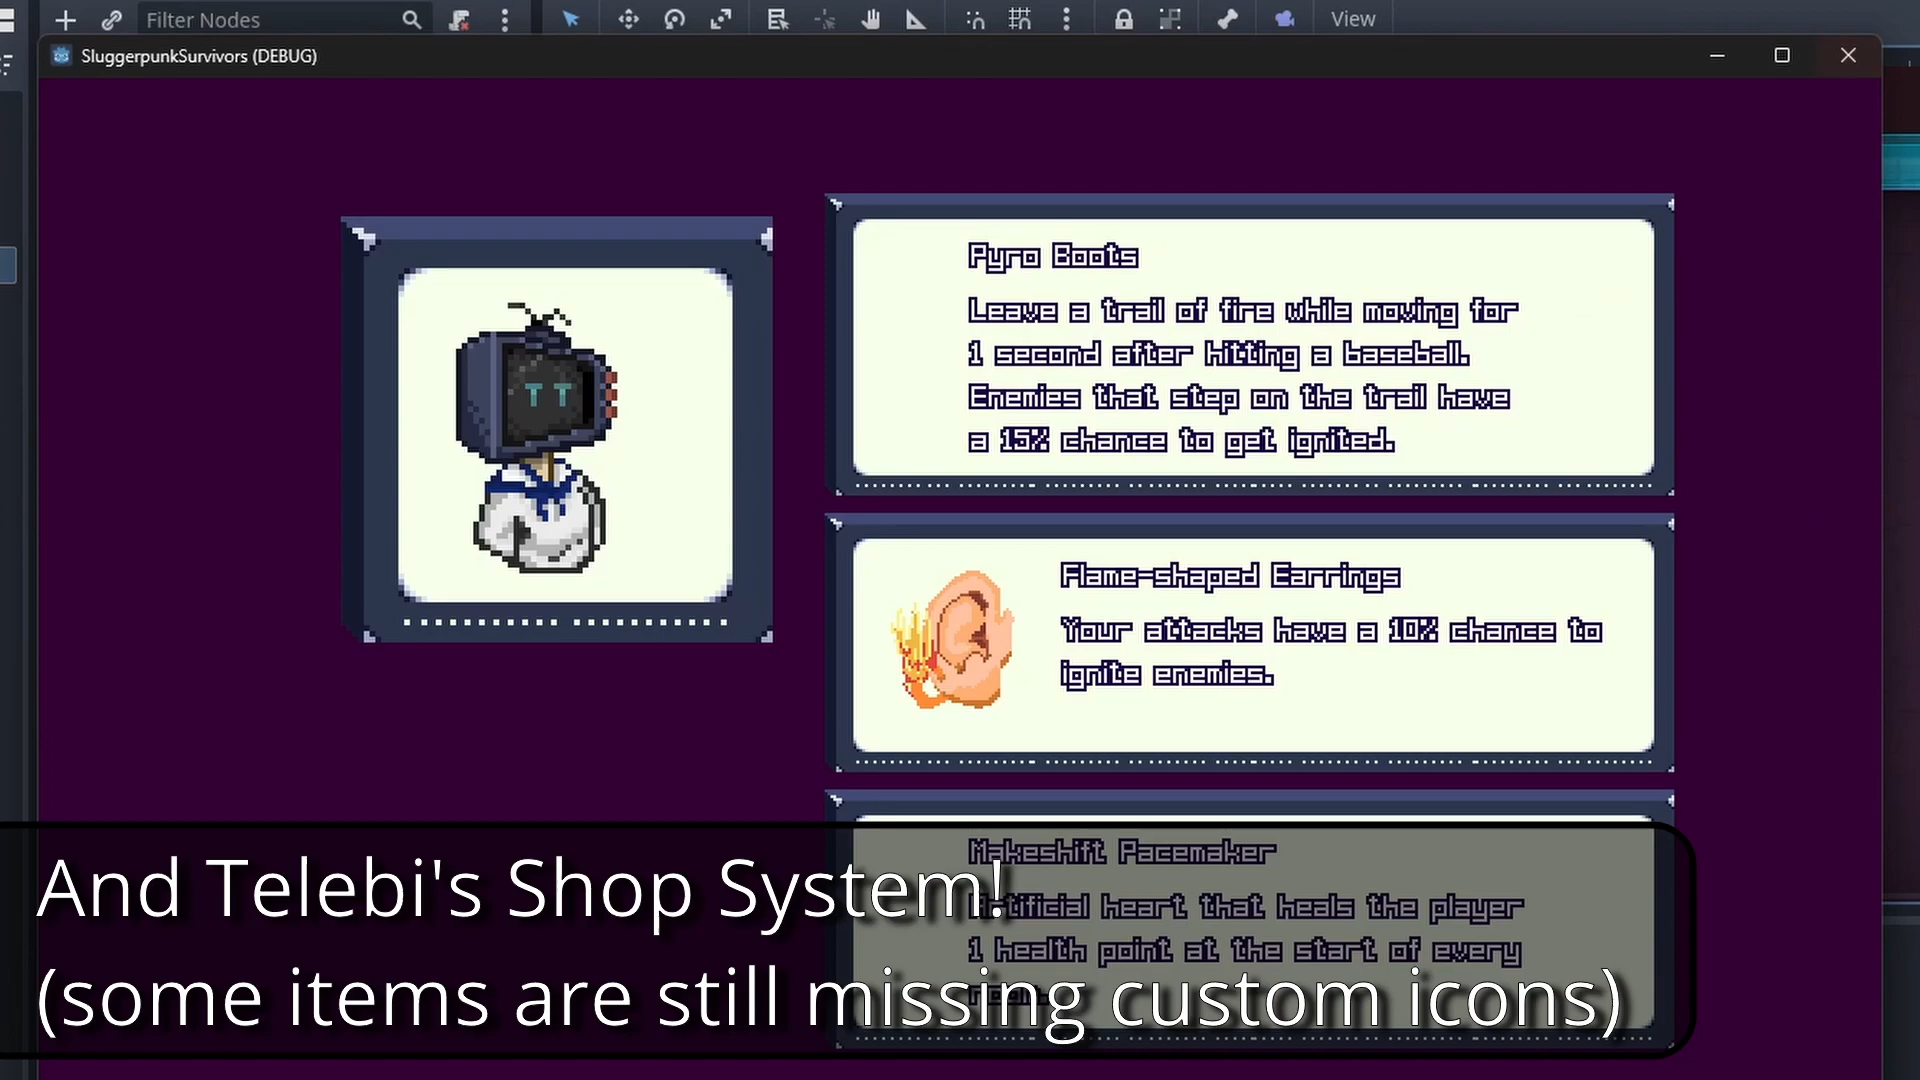 Filter Nodes
View
SluggerpunkSurvivors (DEBUG)
Pyro Boots
Leave a trail of fire while moving for
1 second after hitting a baseball.
Enemies that step on the trail have
a 15% chance to get ignited.
Flame-shaped Earrings
Your attacks have a 10% chance to
ignite enemies.
Makeshift Pacemaker
Artificial heart that heals the player
1 health point at the start of every
And Telebi's Shop System!
(some items are still missing custom icons)